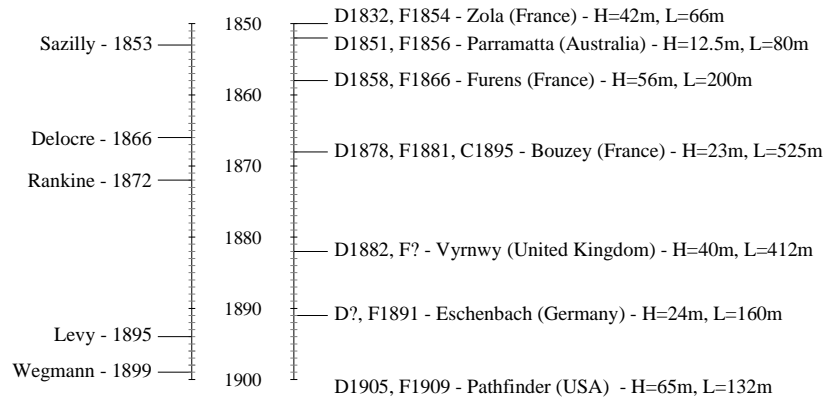 1850
D1832, F1854 - Zola (France) - H=42m, L=66m
Sazilly - 1853
D1851, F1856 - Parramatta (Australia) - H=12.5m, L=80m
D1858, F1866 - Furens (France) - H=56m, L=200m
1860
Delocre - 1866
D1878, F1881, C1895 - Bouzey (France) - H=23m, L=525m
1870
Rankine - 1872
1880
D1882, F? - Vyrnwy (United Kingdom) - H=40m, L=412m
1890
D?, F1891 - Eschenbach (Germany) - H=24m, L=160m
Levy - 1895
Wegmann - 1899
1900
D1905, F1909 - Pathfinder (USA) - H=65m, L=132m